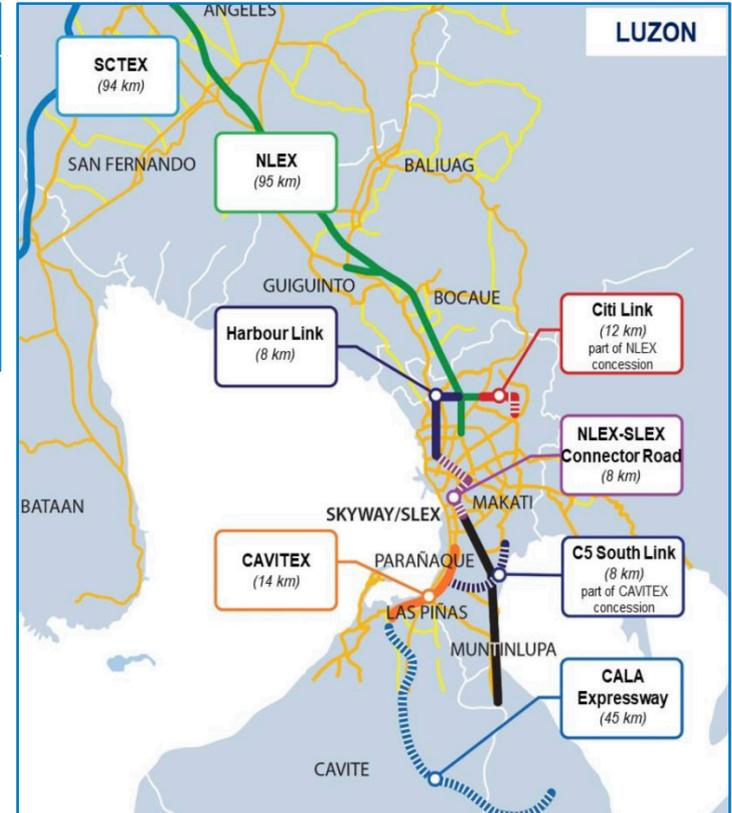 ANGELES
LUZON
SCTEX
(94 km)
SAN FERNANDO
NLEX
(95 km)
BALIUAG
GUIGUINTO
BOCAUE
Harbour Link
(8 km)
Citi Link
(12 km)
part of NLEX
concession
NLEX-SLEX
Connector Road
(8 km)
BATAAN
SKYWAY/SLEX
MAKATI
CAVITEX
(14 km)
PARAÑAQUE
C5 South Link
(8 km)
part of CAVITEX
concession
LAS PIÑAS
MUNTINLUPA
CALA
Expressway
(45 km)
CAVITE